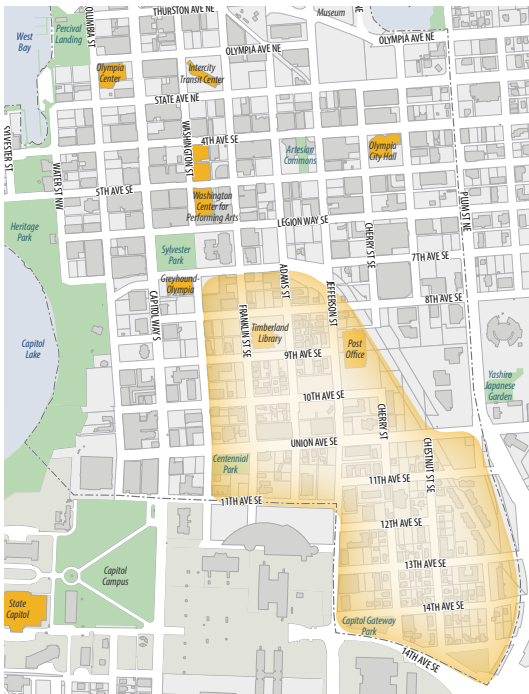 THURSTON AVE NE
Museum
West
Bay
Percival
Landing
OLUMBIA ST
NE
OLYMPIA AVE NE
OLYMPIA AVE NE
Olympia
Center
Intercity
Transit Center
STATE AVE NE
SYLVESTER ST
WASHINGTON ST
4TH AVE SE
Artesian
Commons
Olympia
City Hall
WATER ST NW
5TH AVE SE
Washington
Center for
Performing Arts
PLUM ST NE
LEGION WAY SE
CHERRY ST SE
Heritage
Park
Sylvester
Park
7TH AVE SE
Greyhound-
Olympia
ADAMS ST
JEFFERSON ST
8TH AVE SE
CAPITOL WAY S
FRANKLIN ST SE
Timberland
Library
Capitol
Lake
9TH AVE SE
Post
Office
Yashiro
Japanese
Garden
10TH AVE SE
CHERRY ST
UNION AVE SE
CHESTNUT ST SE
Centennial
Park
11TH AVE SE
11TH AVE SE
12TH AVE SE
13TH AVE SE
Capitol
Campus
State
Capitol
14TH AVE SE
Capitol Gateway
Park
14TH AVE SE